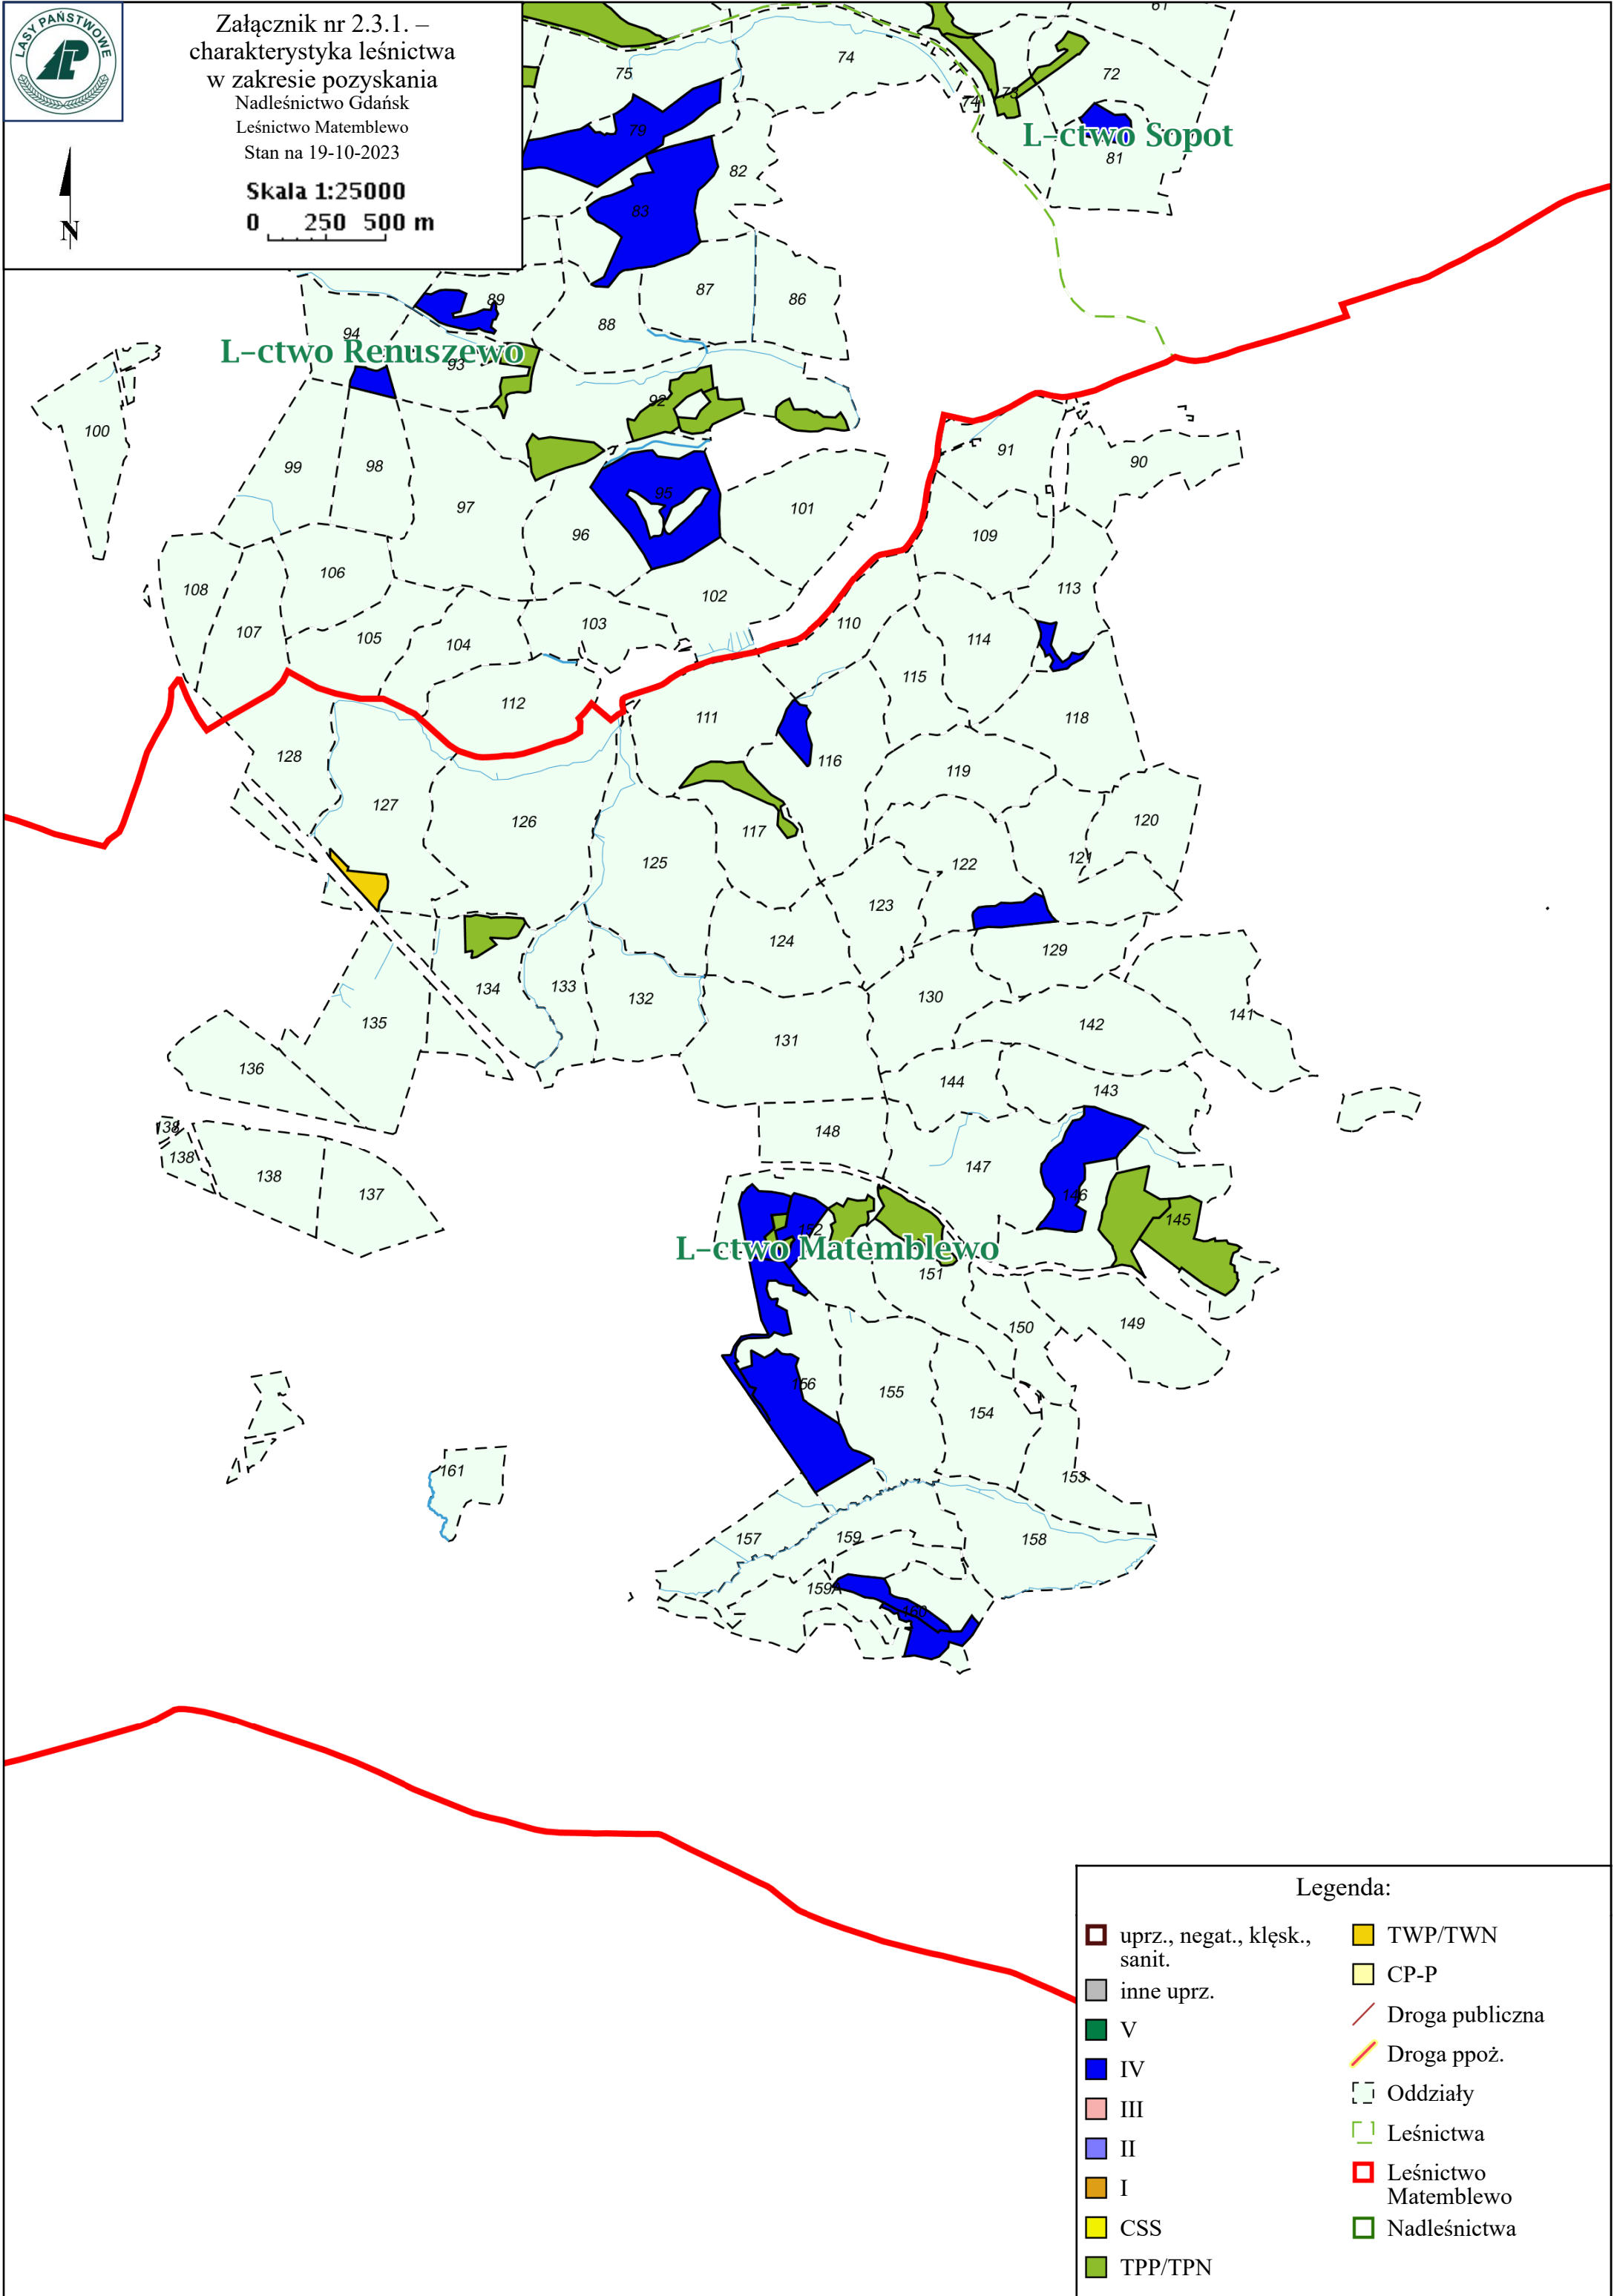 LASY PAŃSTWOWE
LP
Załącznik nr 2.3.1. –
charakterystyka leśnictwa
w zakresie pozyskania
Nadleśnictwo Gdańsk
Leśnictwo Matemblewo
Stan na 19-10-2023
Skala 1:25000
0 250 500 m
N
61
75
74
72
73
74
79
L-ctwo Sopot
81
82
83
87
86
89
88
94
L-ctwo Renuszewo
93
92
100
91
90
99
98
95
97
101
96
109
106
108
113
102
107
105
104
103
110
114
115
112
111
118
128
116
119
127
126
117
120
125
122
121
123
124
129
134
133
132
130
135
131
142
141
136
144
143
138
148
138
138
137
147
146
145
152
L-ctwo Matemblewo
151
150
149
156
155
154
161
153
157
159
158
159A
160
Legenda:
uprz., negat., klęsk.,
sanit.
inne uprz.
V
IV
III
II
I
CSS
TPP/TPN
TWP/TWN
CP-P
Droga publiczna
Droga ppoż.
Oddziały
Leśnictwa
Leśnictwo
Matemblewo
Nadleśnictwa